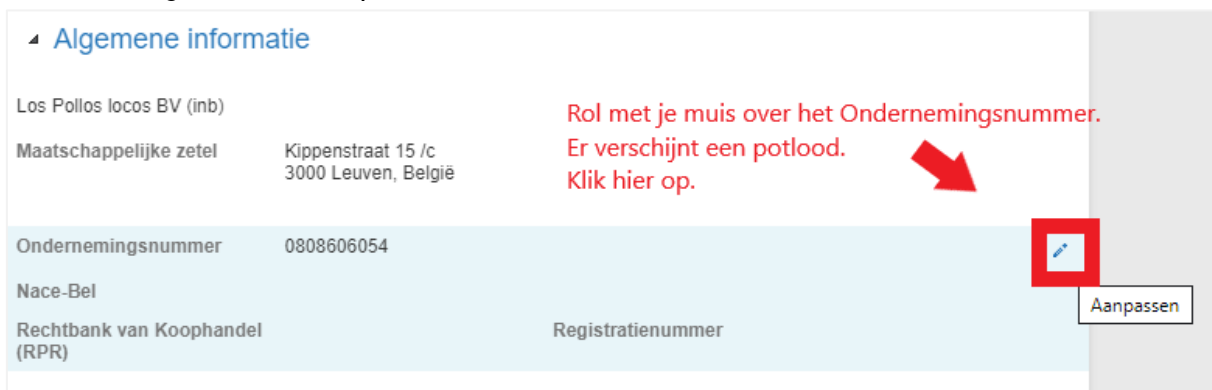 Algemene informatie
Los Pollos locos BV (inb)
Rol met je muis over het Ondernemingsnummer.
Maatschappelijke zetel Kippenstraat 15 /c
Er verschijnt een potlood.
3000 Leuven, België
Klik hier op.
Ondernemingsnummer 0808606054
Nace-Bel
Aanpassen
Rechtbank van Koophandel Registratienummer
(RPR)